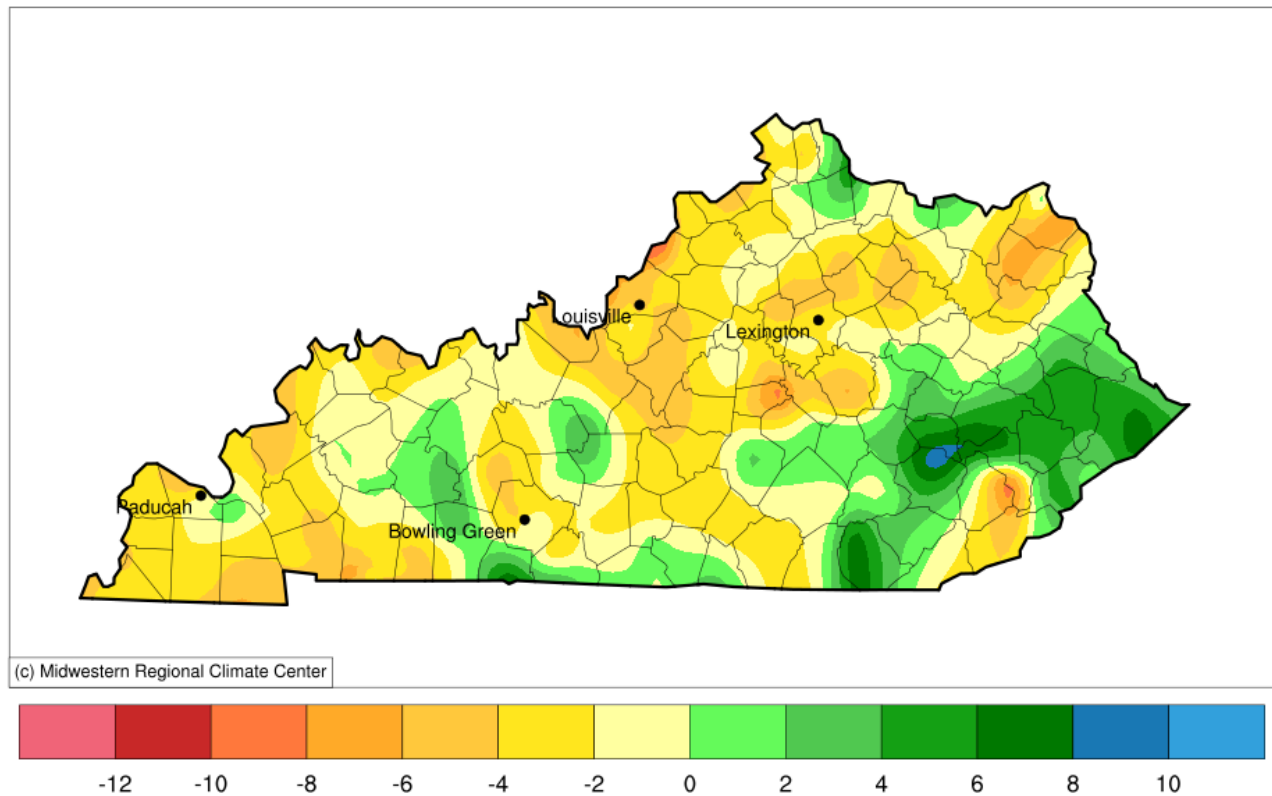 Louisville
Lexington
Paducah
Bowling Green
(c) Midwestern Regional Climate Center
-12 -10 -8 -6 -4 -2 0 2 4 6 8 10